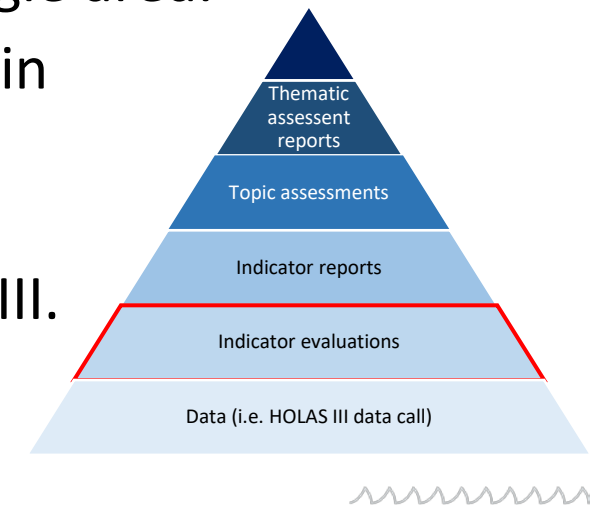 in
III.
Thematic
assessent
reports
Topic assessments
Indicator reports
Indicator evaluations
Data (i.e. HOLAS III data call)